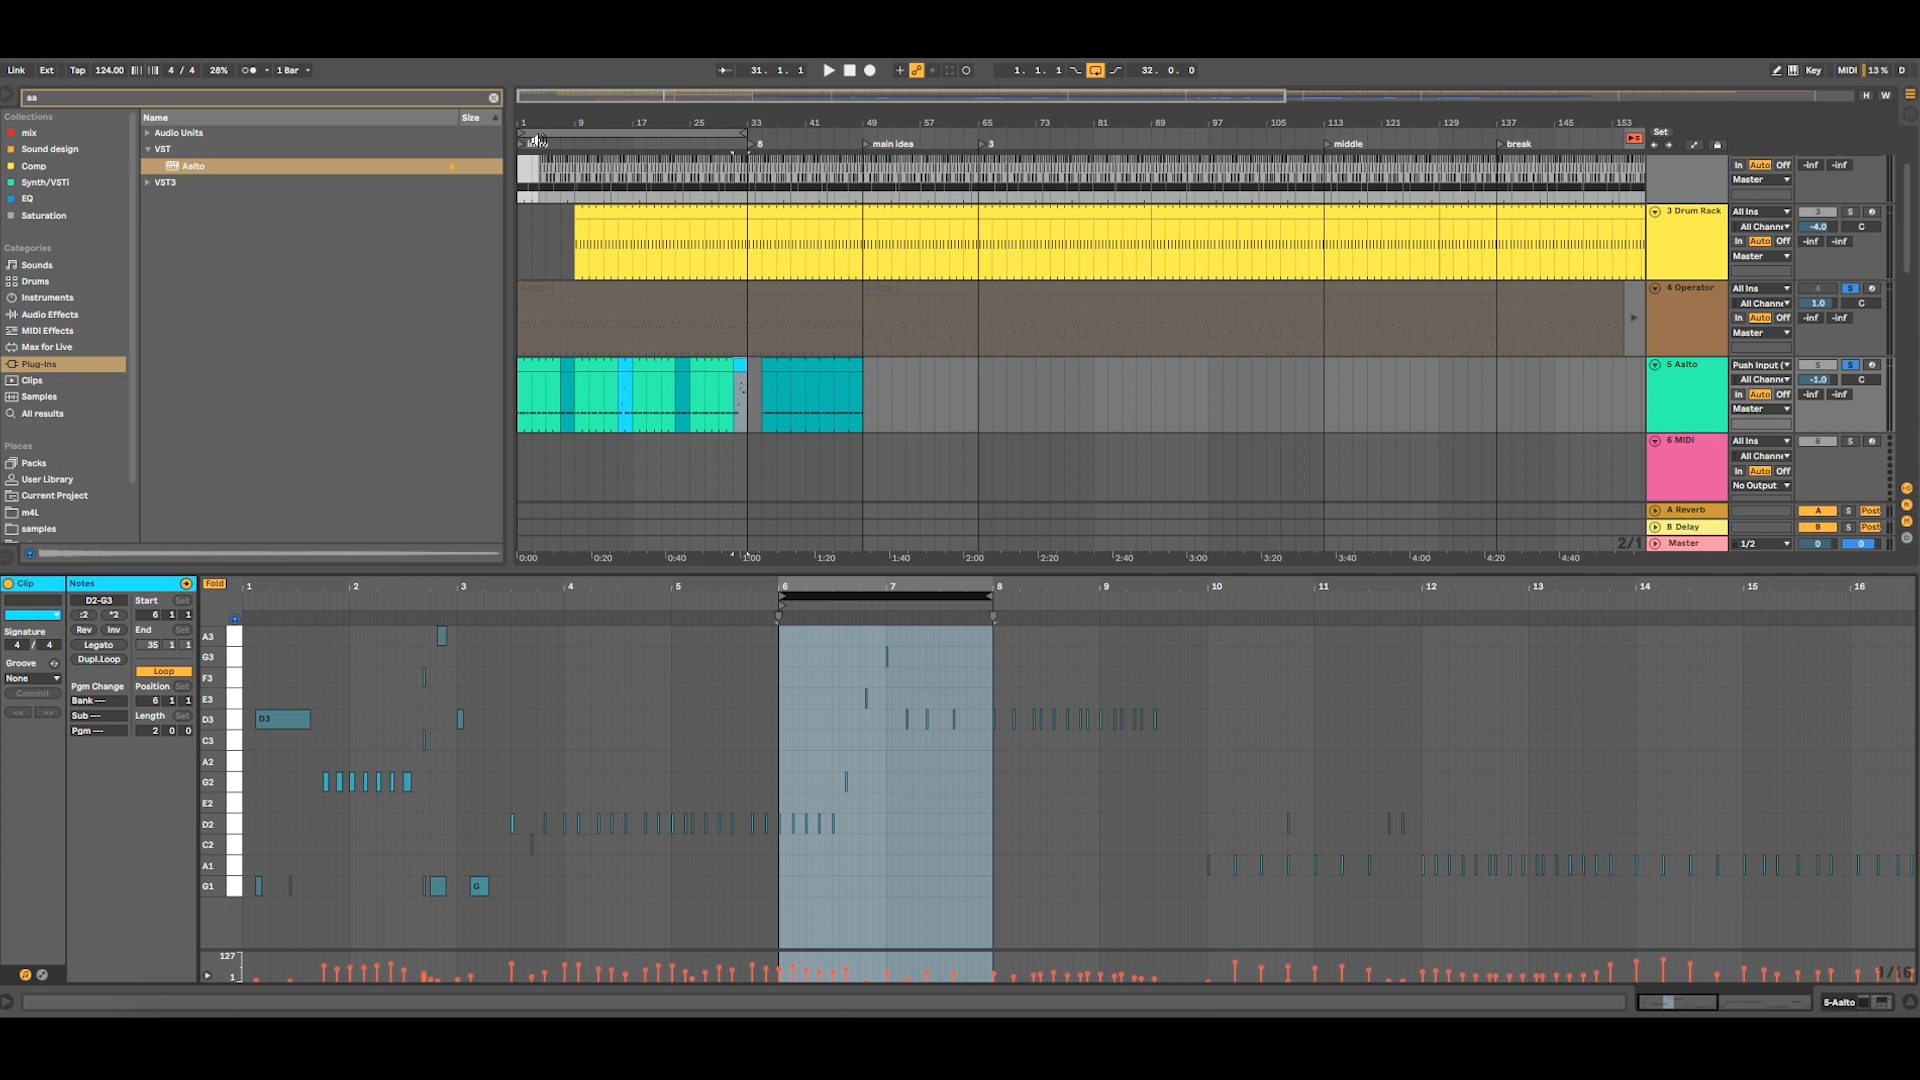 Link Ext Tap 124.00 4 / 4 28% 1 Bar 31. 1. 1 1. 1. 1 32. 0. 0 Key MIDI 13% D
aa
H W
Collections
mix
Sound design
Comp
Synth/VSTi
EQ
Saturation
Categories
Sounds
Drums
Instruments
Audio Effects
MIDI Effects
Max for Live
Plug-Ins
Clips
Samples
All results
Places
Packs
User Library
Current Project
m4L
samples
Name Size
Audio Units
VST
Aalto
VST3
1 9 17 25 33 41 49 57 65 73 81 89 97 105 113 121 129 137 145 153
8 main idea 3 middle break
Set
In Auto Off -inf -inf
Master
3 Drum Rack All Ins 3 S
All Channe -4.0 C
In Auto Off -inf -inf
Master
4 Operator All Ins 4 S
All Channe 1.0 C
In Auto Off -inf -inf
Master
5 Aalto Push Input ( 5 S
All Channe -1.0 C
In Auto Off -inf -inf
Master
6 MIDI All Ins 6 S
All Channe
In Auto Off
No Output
A Reverb A S Post
B Delay B S Post
2/1 Master 1/2 0 0
0:00 0:20 0:40 1:00 1:20 1:40 2:00 2:20 2:40 3:00 3:20 3:40 4:00 4:20 4:40
Clip
Signature
4 / 4
Groove
None
Commit
<< >>
Notes
D2-G3 Start Set
:2 *2 6 1 1
Rev Inv End Set
Legato 35 1 1
Dupl.Loop
Loop
Pgm Change Position Set
Bank --- 6 1 1
Sub --- Length Set
Pgm --- 2 0 0
Fold 1 2 3 4 5 6 7 8 9 10 11 12 13 14 15 16
A3
G3
F3
E3
D3 D3
C3
A2
G2
E2
D2
C2
A1
G1 G
127
1 1/16
5-Aalto